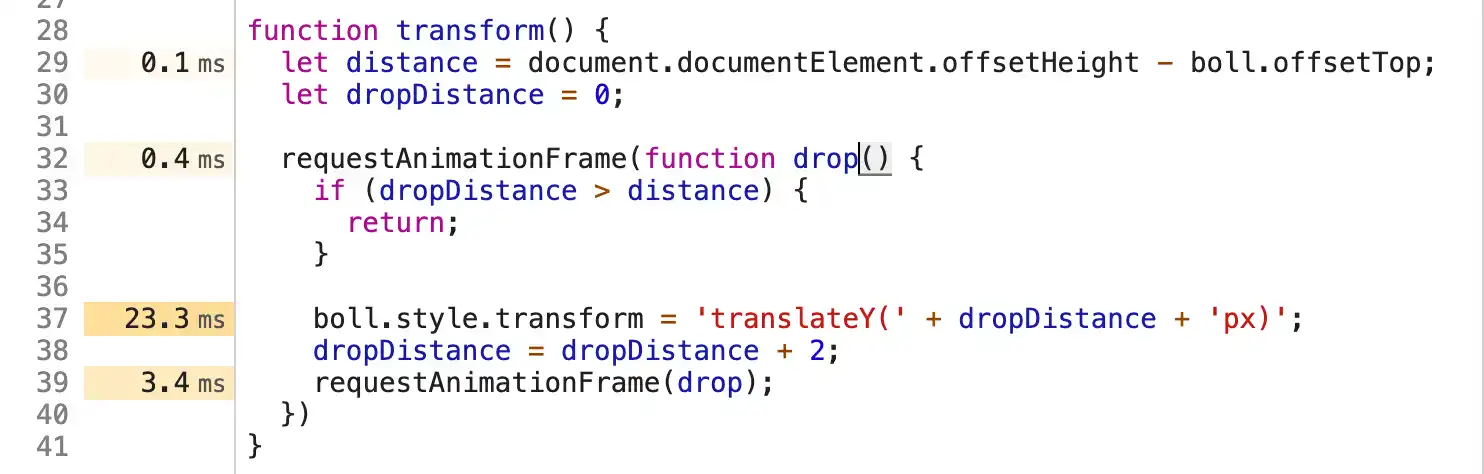 27
28 function transform() {
29 0.1 ms let distance = document.documentElement.offsetHeight - boll.offsetTop;
30 let dropDistance = 0;
31
32 0.4 ms requestAnimationFrame(function drop() {
33 if (dropDistance > distance) {
34 return;
35 }
36
37 23.3 ms boll.style.transform = 'translateY(' + dropDistance + 'px)';
38 dropDistance = dropDistance + 2;
39 3.4 ms requestAnimationFrame(drop);
40 })
41 }